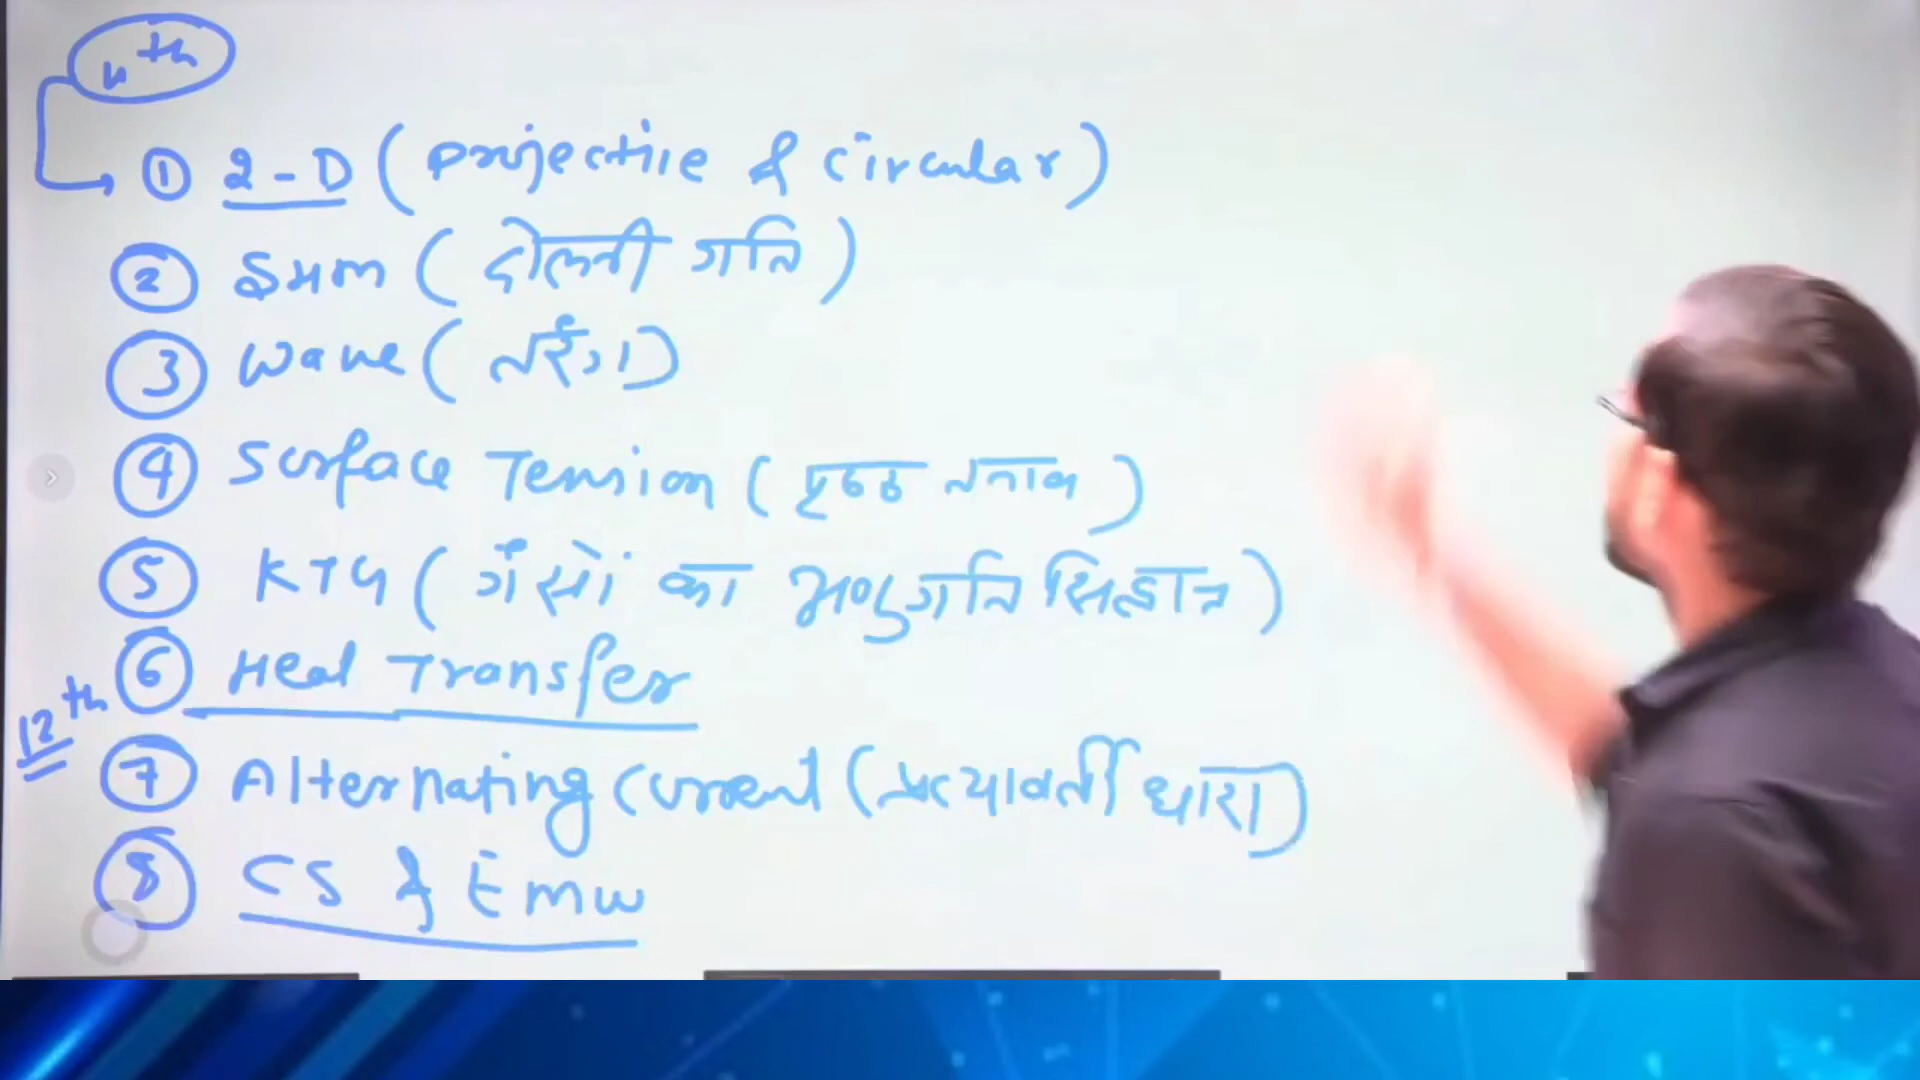 11th
① 2-D (Projectile & Circular)
② SHM (दोलनी गति)
③ Wave (तरंग)
④ Surface Tension (पृष्ठ तनाव)
⑤ KTG (गैसों का अणुगति सिद्धान्त)
⑥ Heat Transfer
12th
⑦ Alternating Current (प्रत्यावर्ती धारा)
⑧ CS & EMW